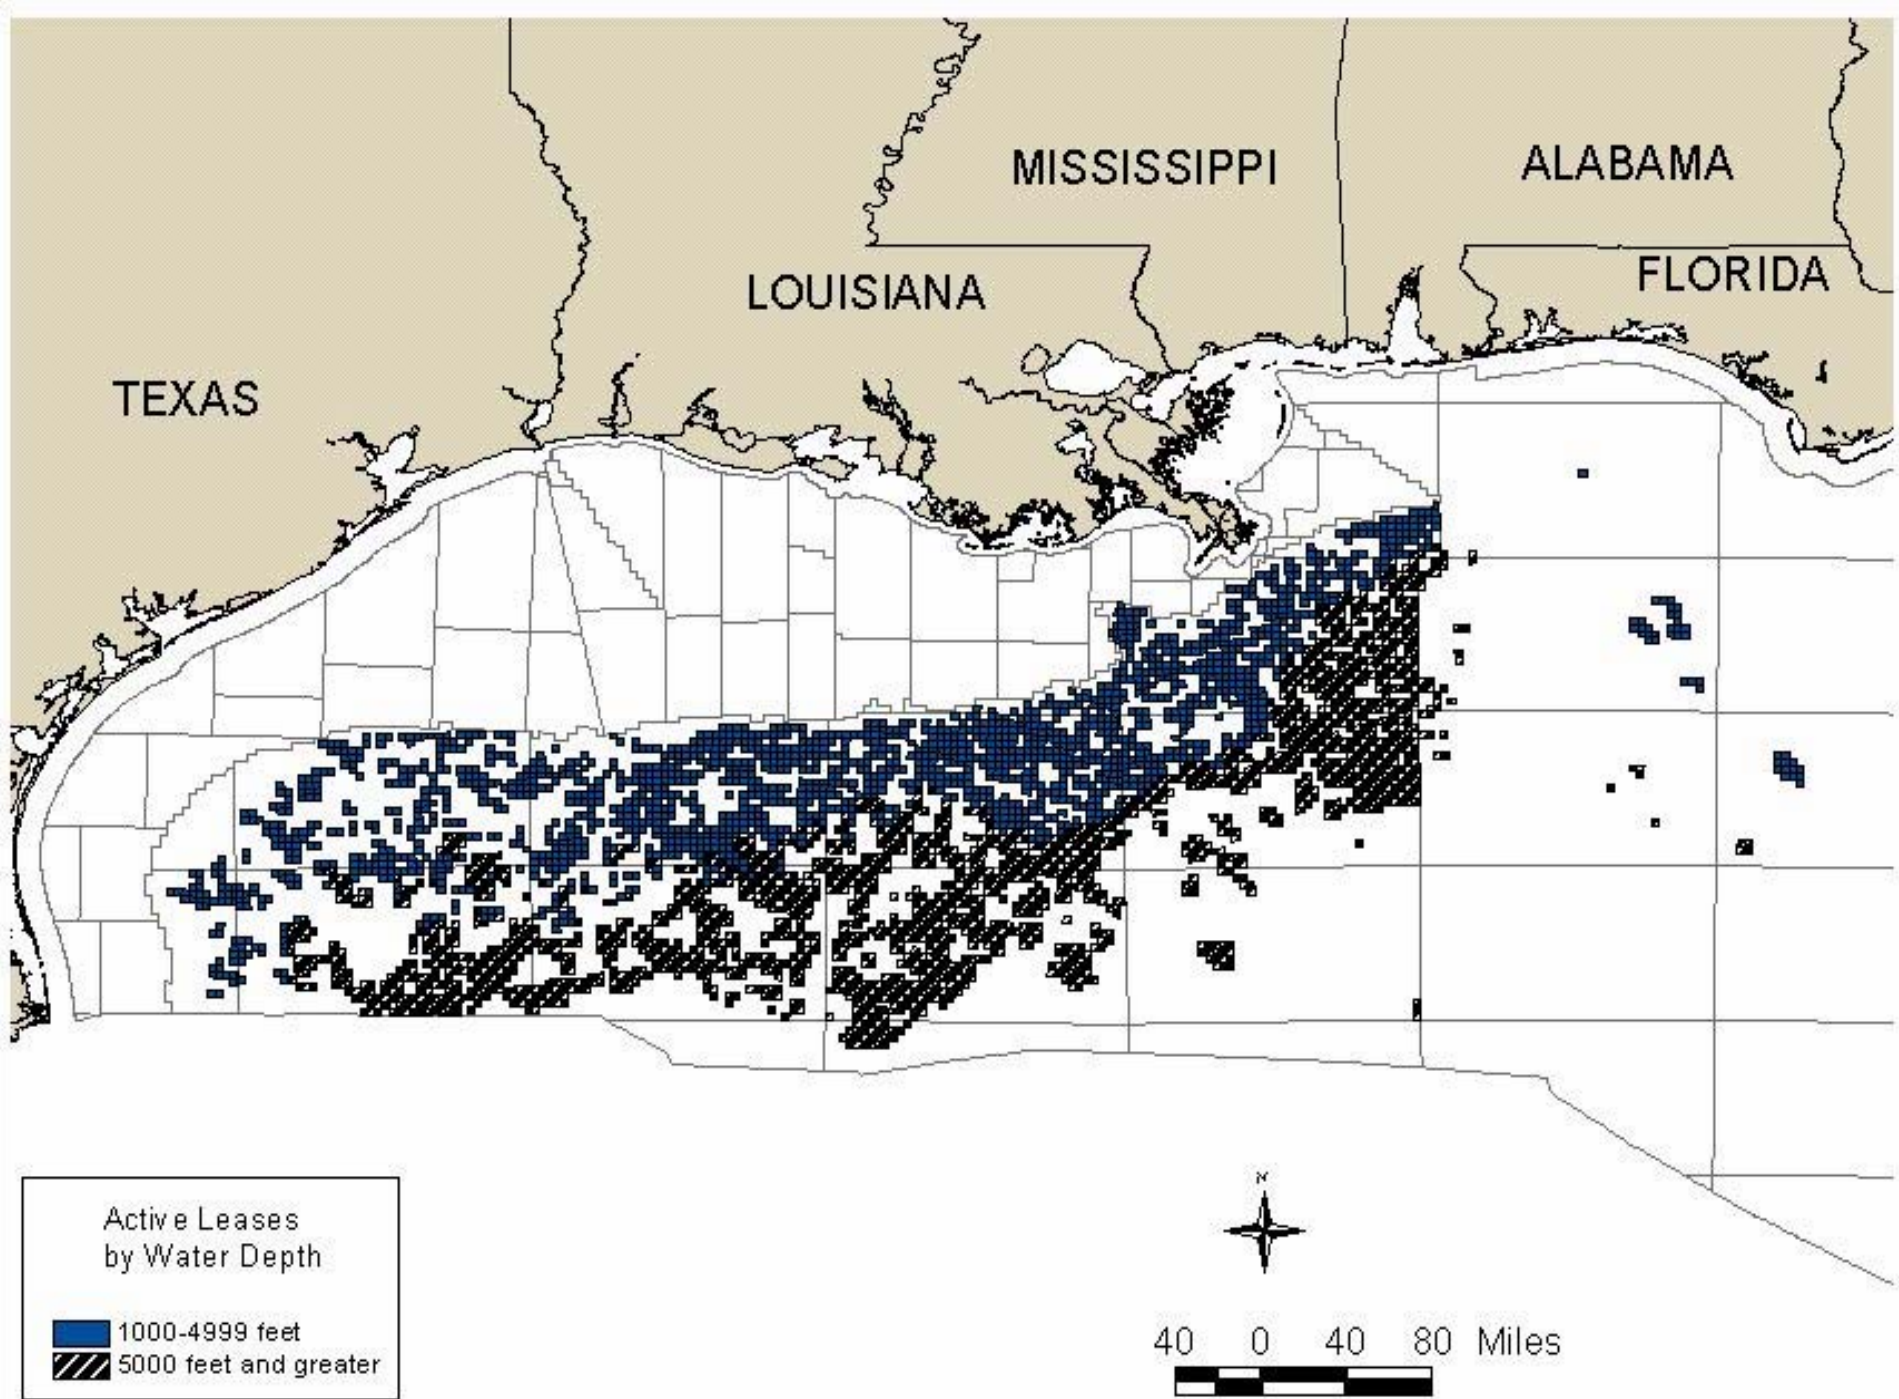 MISSISSIPPI
ALABAMA
LOUISIANA
FLORIDA
TEXAS
N
Active Leases
by Water Depth
1000-4999 feet
5000 feet and greater
40 0 40 80 Miles